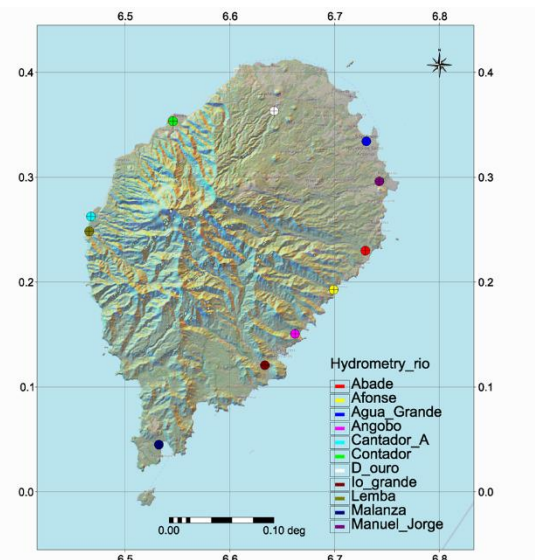 6.5 6.6 6.7 6.8
0.4 0.4
0.3 0.3
0.2 0.2
0.1 0.1
0.0 0.0
Hydrometry_rio
Abade
Afonse
Agua_Grande
Angobo
Cantador_A
Contador
D_ouro
Io_grande
Lemba
Malanza
Manuel_Jorge
0.00 0.10 deg
6.5 6.6 6.7 6.8